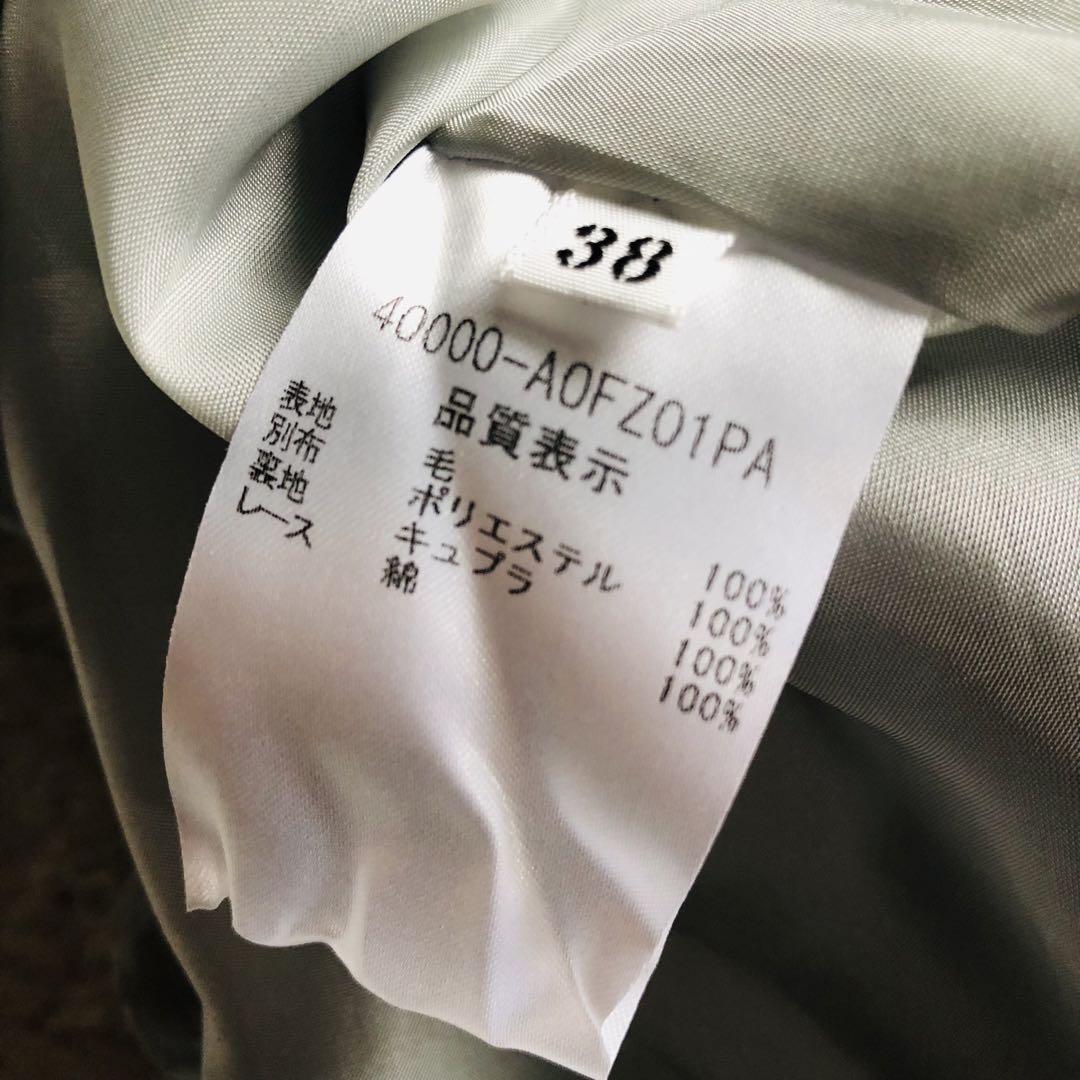 38
40000-A0FZ01PA
品質表示
表地 毛 100%
別布 ポリエステル 100%
裏地 キュプラ 100%
レース 綿 100%